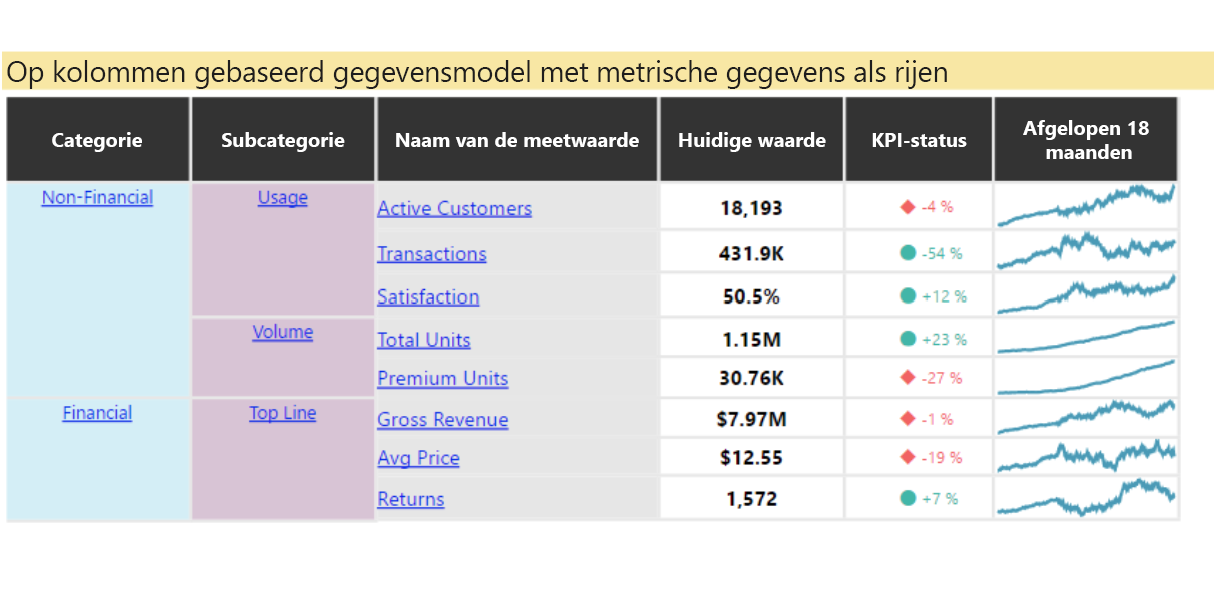 Op kolommen gebaseerd gegevensmodel met metrische gegevens als rijen
Categorie Subcategorie Naam van de meetwaarde Huidige waarde KPI-status Afgelopen 18
maanden
Non-Financial Usage Active Customers 18,193 -4 %
Transactions 431.9K -54 %
Satisfaction 50.5% +12 %
Volume Total Units 1.15M +23 %
Premium Units 30.76K -27 %
Financial Top Line Gross Revenue $7.97M -1 %
Avg Price $12.55 -19 %
Returns 1,572 +7 %